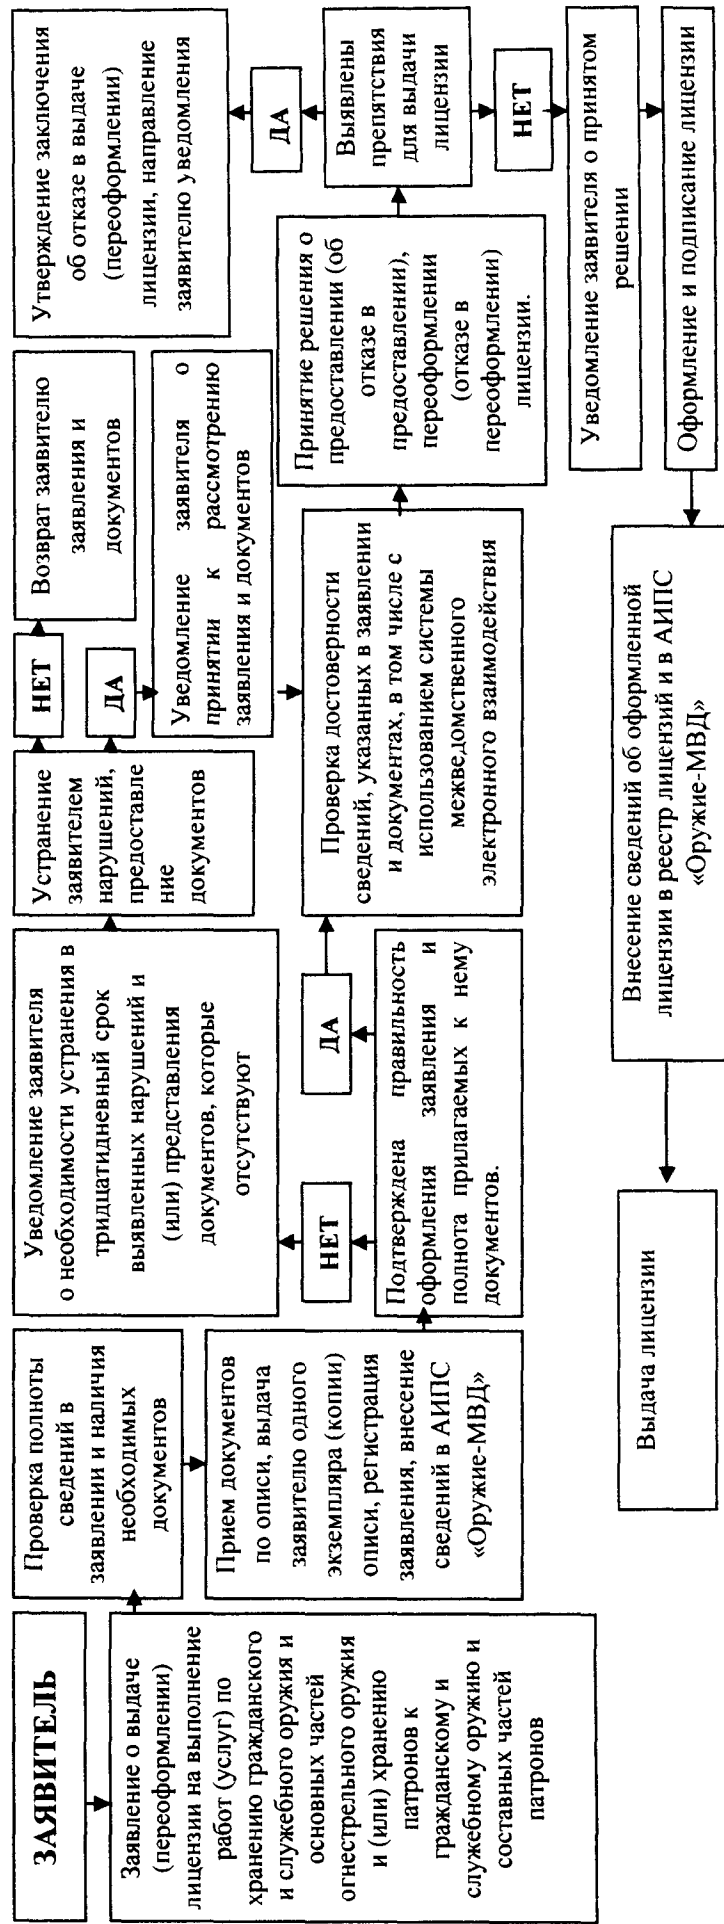 ЗАЯВИТЕЛЬ
Заявление о выдаче
(переоформлении)
лицензии на выполнение
работ (услуг) по
хранению гражданского
и служебного оружия и
основных частей
огнестрельного оружия
и (или) хранению
патронов к
гражданскому и
служебному оружию и
составных частей
патронов
Проверка полноты
сведений в
заявлении и наличия
необходимых
документов
Прием документов
по описи, выдача
заявителю одного
экземпляра (копии)
описи, регистрация
заявления, внесение
сведений в АИПС
«Оружие-МВД»
Подтверждена правильность
оформления заявления и
полнота прилагаемых к нему
документов.
НЕТ
ДА
Уведомление заявителя
о необходимости устранения в
тридцатидневный срок
выявленных нарушений и
(или) представления
документов, которые
отсутствуют
Устранение
заявителем
нарушений,
предоставле
ние
документов
НЕТ
ДА
Возврат заявителю
заявления и
документов
Уведомление заявителя о
принятии к рассмотрению
заявления и документов
Проверка достоверности
сведений, указанных в заявлении
и документах, в том числе с
использованием системы
межведомственного
электронного взаимодействия
Принятие решения о
предоставлении (об
отказе в
предоставлении),
переоформлении
(отказе в
переоформлении)
лицензии.
Выявлены
препятствия
для выдачи
лицензии
ДА
НЕТ
Утверждение заключения
об отказе в выдаче
(переоформлении)
лицензии, направление
заявителю уведомления
Уведомление заявителя о принятом
решении
Оформление и подписание лицензии
Внесение сведений об оформленной
лицензии в реестр лицензий и в АИПС
«Оружие-МВД»
Выдача лицензии